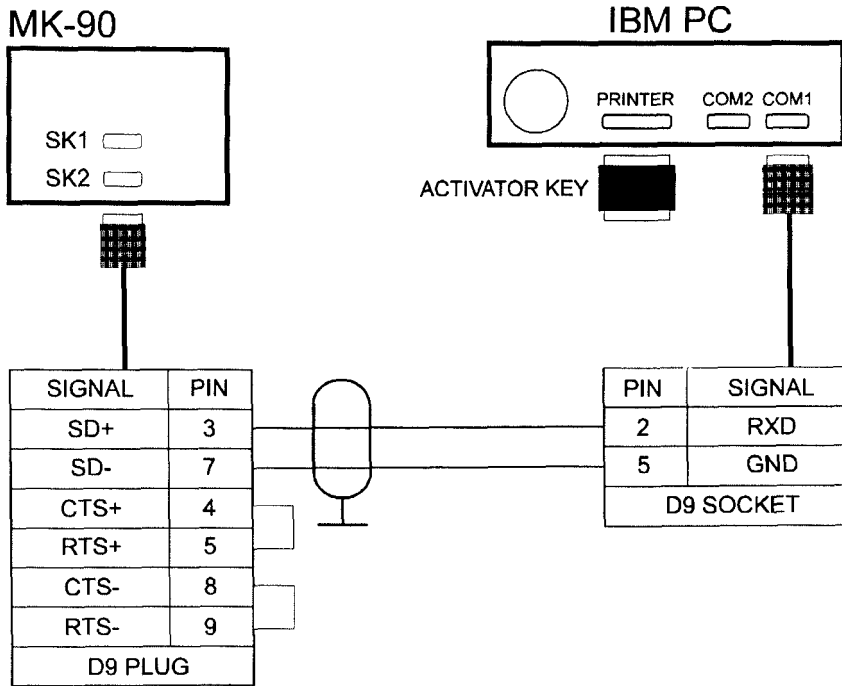 MK-90
IBM PC
PRINTER COM2 COM1
SK1
SK2
ACTIVATOR KEY
SIGNAL PIN
SD+ 3
SD- 7
CTS+ 4
RTS+ 5
CTS- 8
RTS- 9
D9 PLUG
PIN SIGNAL
2 RXD
5 GND
D9 SOCKET